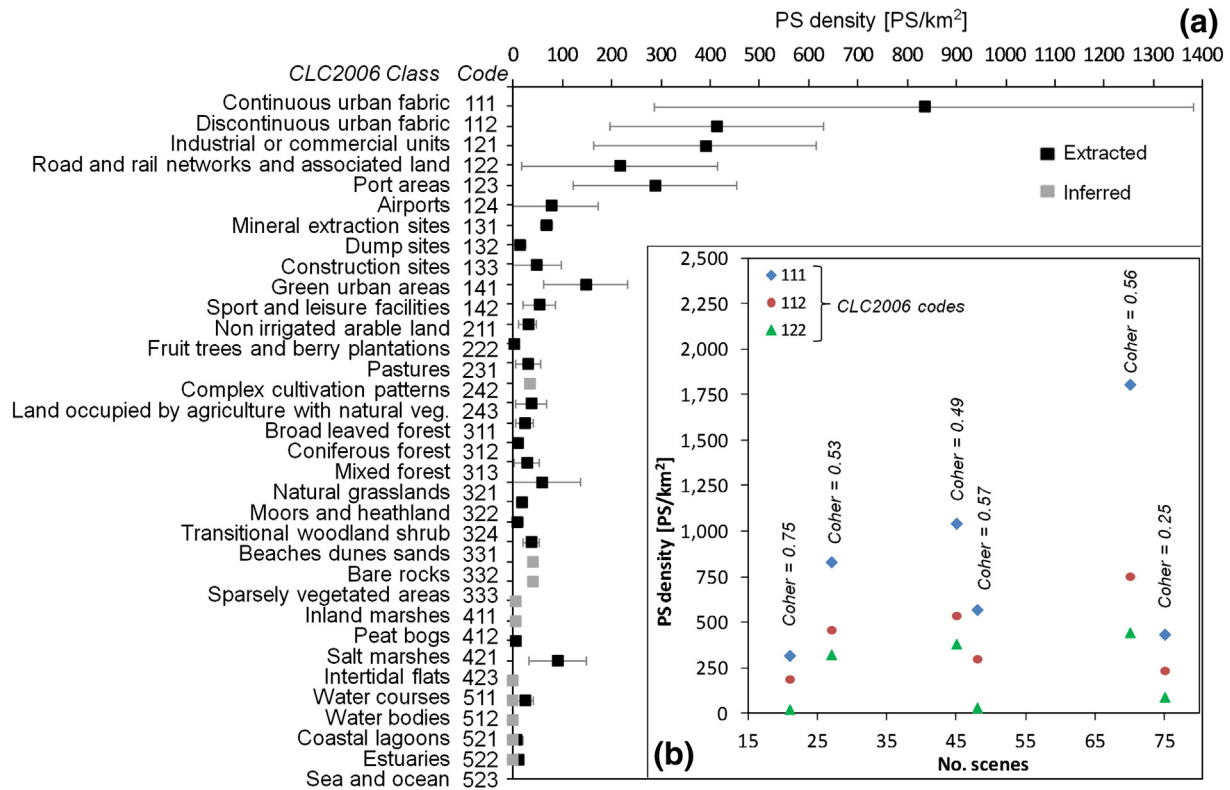 PS density [PS/km²]
(a)
0 100 200 300 400 500 600 700 800 900 1000 1100 1200 1300 1400
CLC2006 Class Code
Continuous urban fabric 111
Discontinuous urban fabric 112
Industrial or commercial units 121
Road and rail networks and associated land 122
Port areas 123
Airports 124
Mineral extraction sites 131
Dump sites 132
Construction sites 133
Green urban areas 141
Sport and leisure facilities 142
Non irrigated arable land 211
Fruit trees and berry plantations 222
Pastures 231
Complex cultivation patterns 242
Land occupied by agriculture with natural veg. 243
Broad leaved forest 311
Coniferous forest 312
Mixed forest 313
Natural grasslands 321
Moors and heathland 322
Transitional woodland shrub 324
Beaches dunes sands 331
Bare rocks 332
Sparsely vegetated areas 333
Inland marshes 411
Peat bogs 412
Salt marshes 421
Intertidal flats 423
Water courses 511
Water bodies 512
Coastal lagoons 521
Estuaries 522
Sea and ocean 523
Extracted
Inferred
111
112
122
CLC2006 codes
PS density [PS/km²]
2,500
2,250
2,000
1,750
1,500
1,250
1,000
750
500
250
0
Coher = 0.75
Coher = 0.53
Coher = 0.49
Coher = 0.57
Coher = 0.56
Coher = 0.25
15 25 35 45 55 65 75
No. scenes
(b)